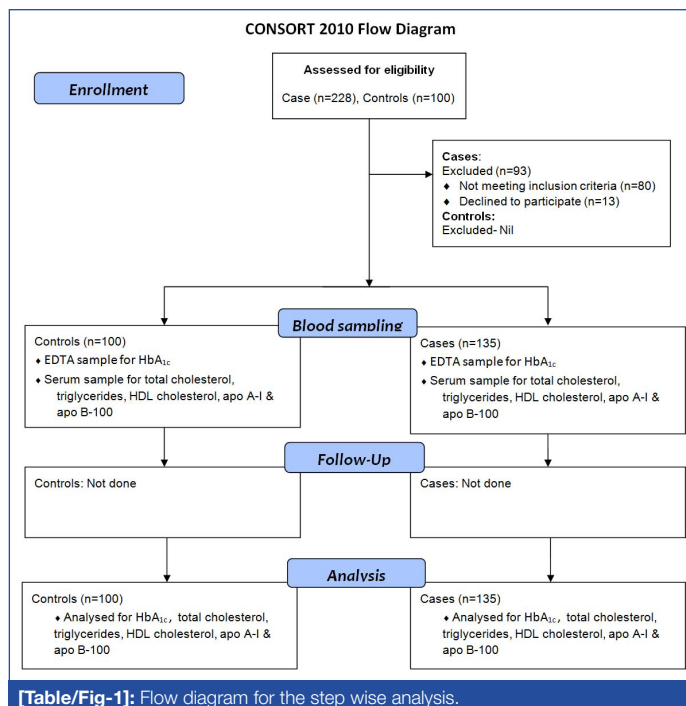 CONSORT 2010 Flow Diagram
Enrollment
Assessed for eligibility
Case (n=228), Controls (n=100)
Cases:
Excluded (n=93)
♦ Not meeting inclusion criteria (n=80)
♦ Declined to participate (n=13)
Controls:
Excluded- Nil
Blood sampling
Controls (n=100)
♦ EDTA sample for HbA1c
♦ Serum sample for total cholesterol,
triglycerides, HDL cholesterol, apo A-I &
apo B-100
Cases (n=135)
♦ EDTA sample for HbA1c
♦ Serum sample for total cholesterol,
triglycerides, HDL cholesterol, apo A-I &
apo B-100
Follow-Up
Controls: Not done
Cases: Not done
Analysis
Controls (n=100)
♦ Analysed for HbA1c, total cholesterol,
triglycerides, HDL cholesterol, apo A-I &
apo B-100
Cases (n=135)
♦ Analysed for HbA1c, total cholesterol,
triglycerides, HDL cholesterol, apo A-I &
apo B-100
[Table/Fig-1]: Flow diagram for the step wise analysis.